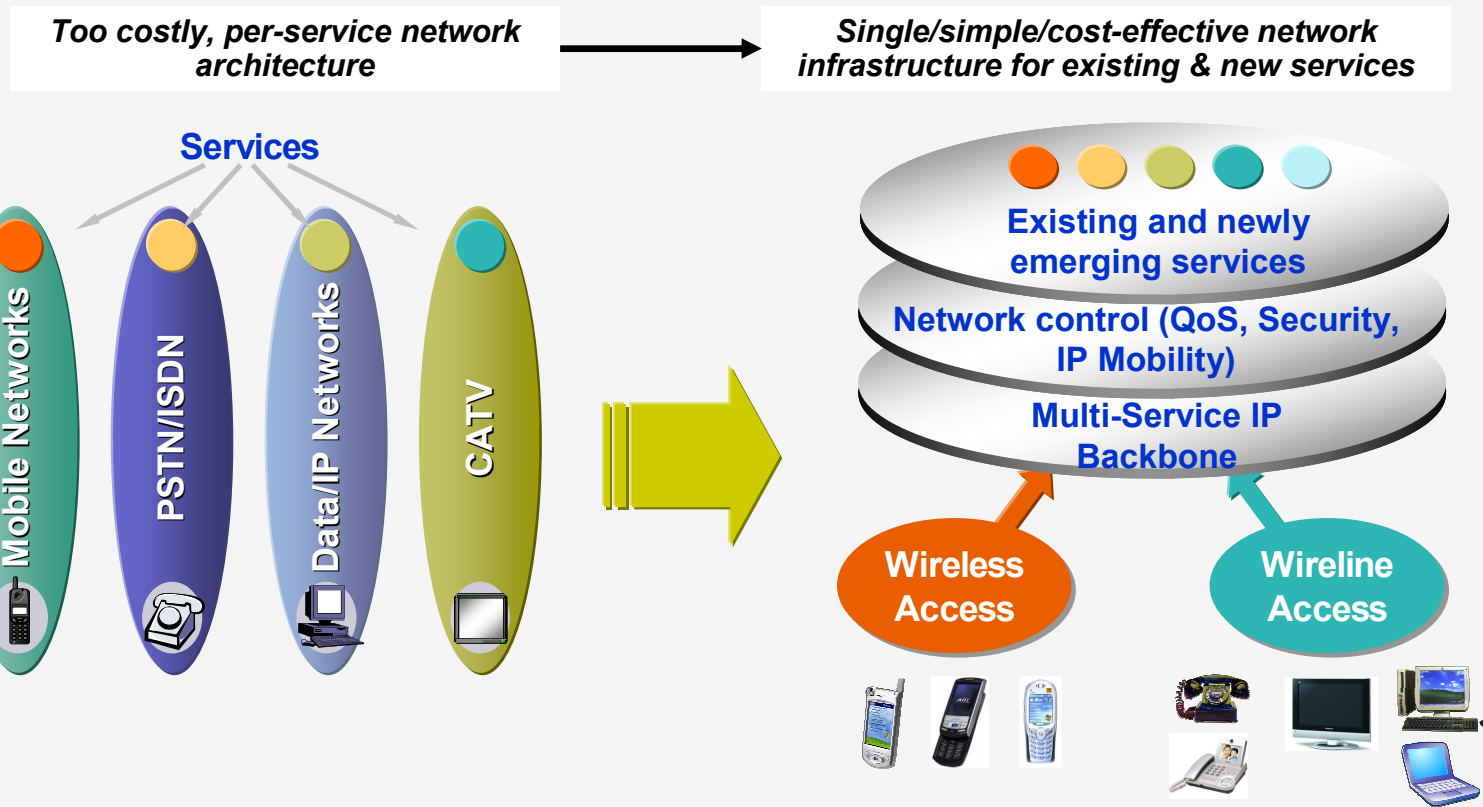 Too costly, per-service network
architecture
Single/simple/cost-effective network
infrastructure for existing & new services
Services
Mobile Networks
PSTN/ISDN
Data/IP Networks
CATV
Existing and newly
emerging services
Network control (QoS, Security,
IP Mobility)
Multi-Service IP
Backbone
Wireless
Access
Wireline
Access